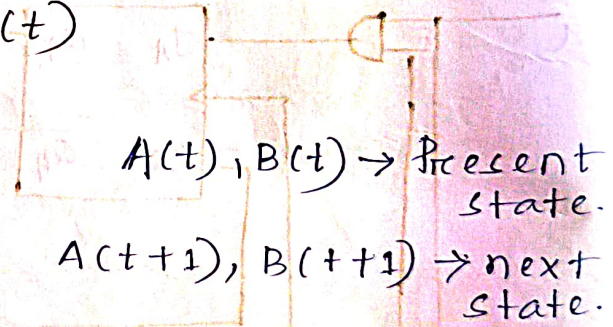 (t)
A(t), B(t) → Present
state.
A(t+1), B(t+1) → next
state.